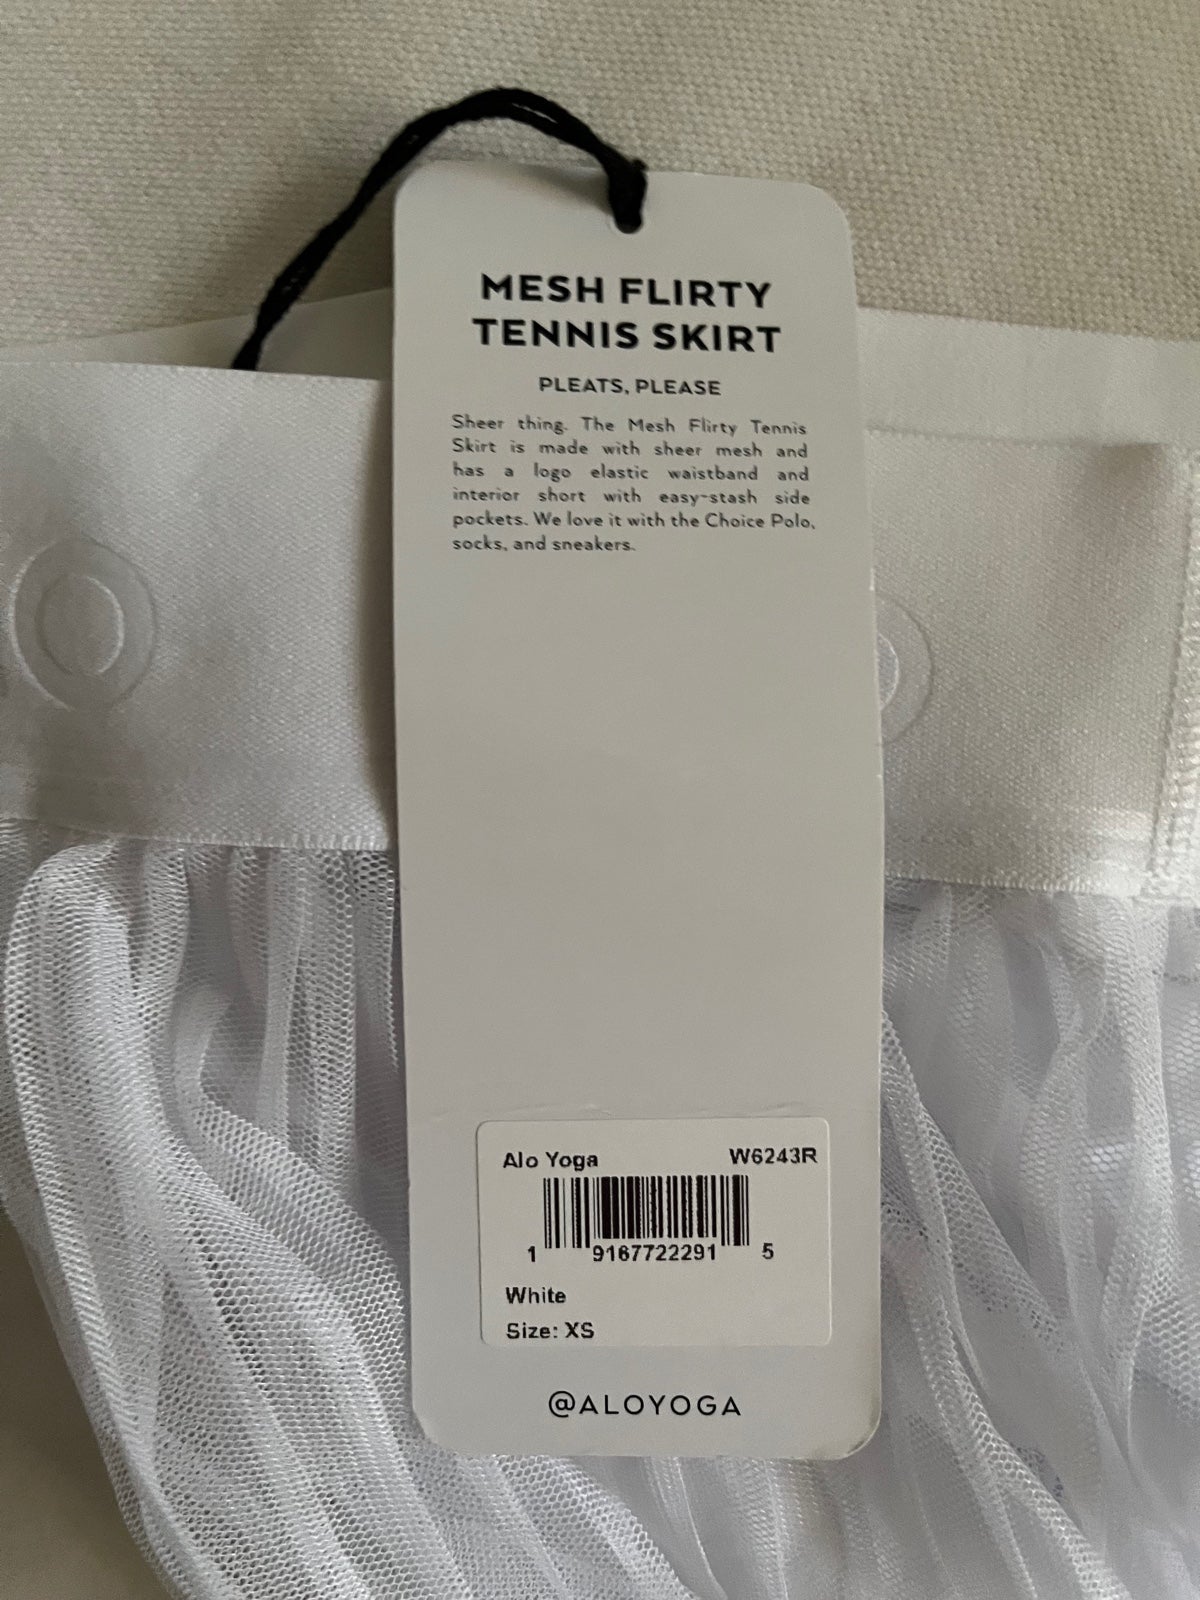 MESH FLIRTY
TENNIS SKIRT
PLEATS, PLEASE
Sheer thing. The Mesh Flirty Tennis
Skirt is made with sheer mesh and
has a logo elastic waistband and
interior short with easy-stash side
pockets. We love it with the Choice Polo,
socks, and sneakers.
Alo Yoga W6243R
1 9167722291 5
White
Size: XS
@ALOYOGA